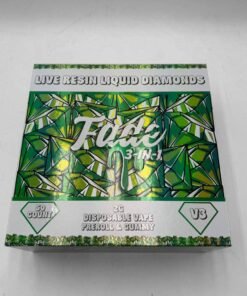 LIVE RESIN LIQUID DIAMONDS
Fade
3-IN-1
50
COUNT
2G
DISPOSABLE VAPE
PREROLL & GUMMY
V3